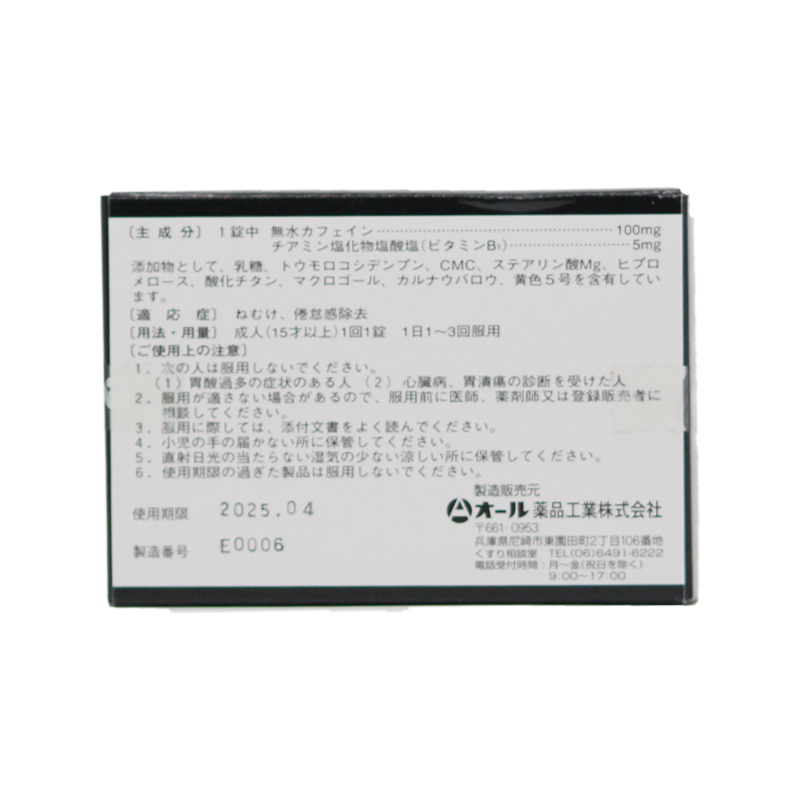 〔主成分〕 1錠中 無水カフェイン……………………………100mg
チアミン塩化物塩酸塩(ビタミンB₁)……………5mg
添加物として、乳糖、トウモロコシデンプン、CMC、ステアリン酸Mg、ヒプロ
メロース、酸化チタン、マクロゴール、カルナウバロウ、黄色5号を含有してい
ます。
〔適 応 症〕 ねむけ、倦怠感除去
〔用法・用量〕 成人(15才以上)1回1錠 1日1~3回服用
〔ご使用上の注意〕
1. 次の人は服用しないでください。
(1)胃酸過多の症状のある人 (2)心臓病、胃潰瘍の診断を受けた人
2. 服用が適さない場合があるので、服用前に医師、薬剤師又は登録販売者に
相談してください。
3. 服用に際しては、添付文書をよく読んでください。
4. 小児の手の届かない所に保管してください。
5. 直射日光の当たらない湿気の少ない涼しい所に保管してください。
6. 使用期限の過ぎた製品は服用しないでください。
使用期限 2025.04
製造番号 E0006
製造販売元
オール薬品工業株式会社
〒661-0953
兵庫県尼崎市東園田町2丁目106番地
くすり相談室 TEL(06)6491-6222
電話受付時間:月~金(祝日を除く)
9:00~17:00